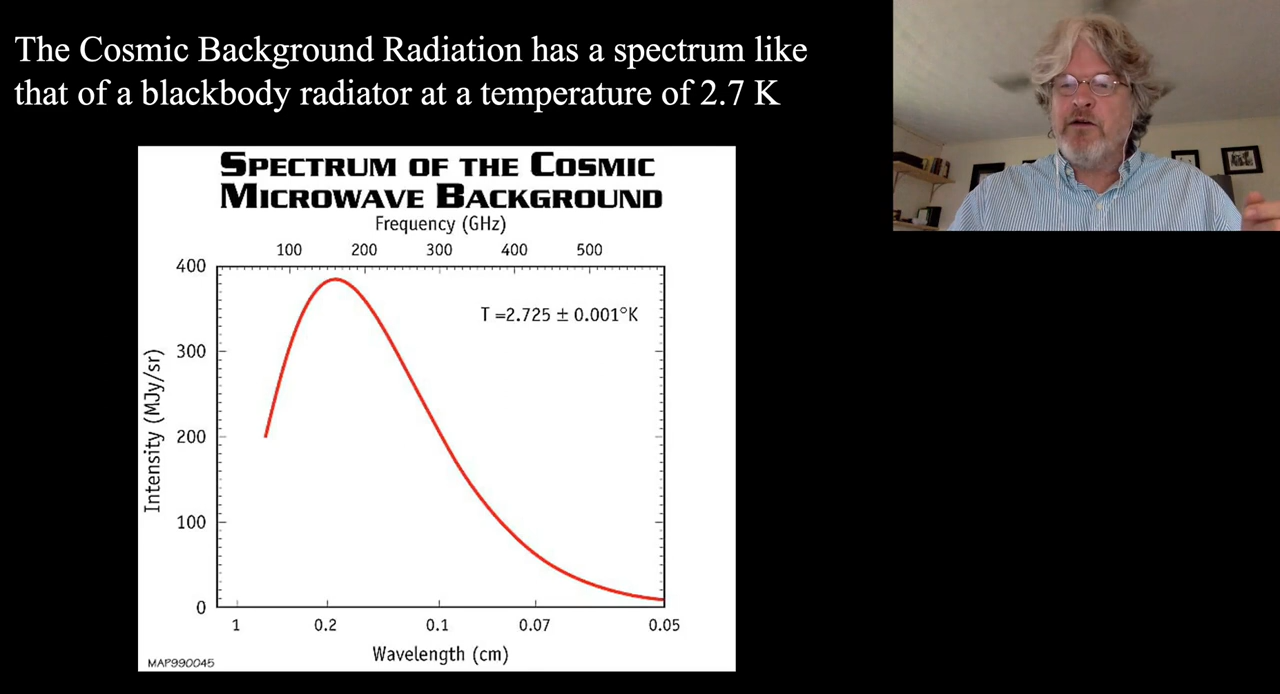 The Cosmic Background Radiation has a spectrum like
that of a blackbody radiator at a temperature of 2.7 K
SPECTRUM OF THE COSMIC
MICROWAVE BACKGROUND
Frequency (GHz)
100 200 300 400 500
400
T =2.725 ± 0.001°K
300
Intensity (MJy/sr)
200
100
0
1 0.2 0.1 0.07 0.05
Wavelength (cm)
MAP990045